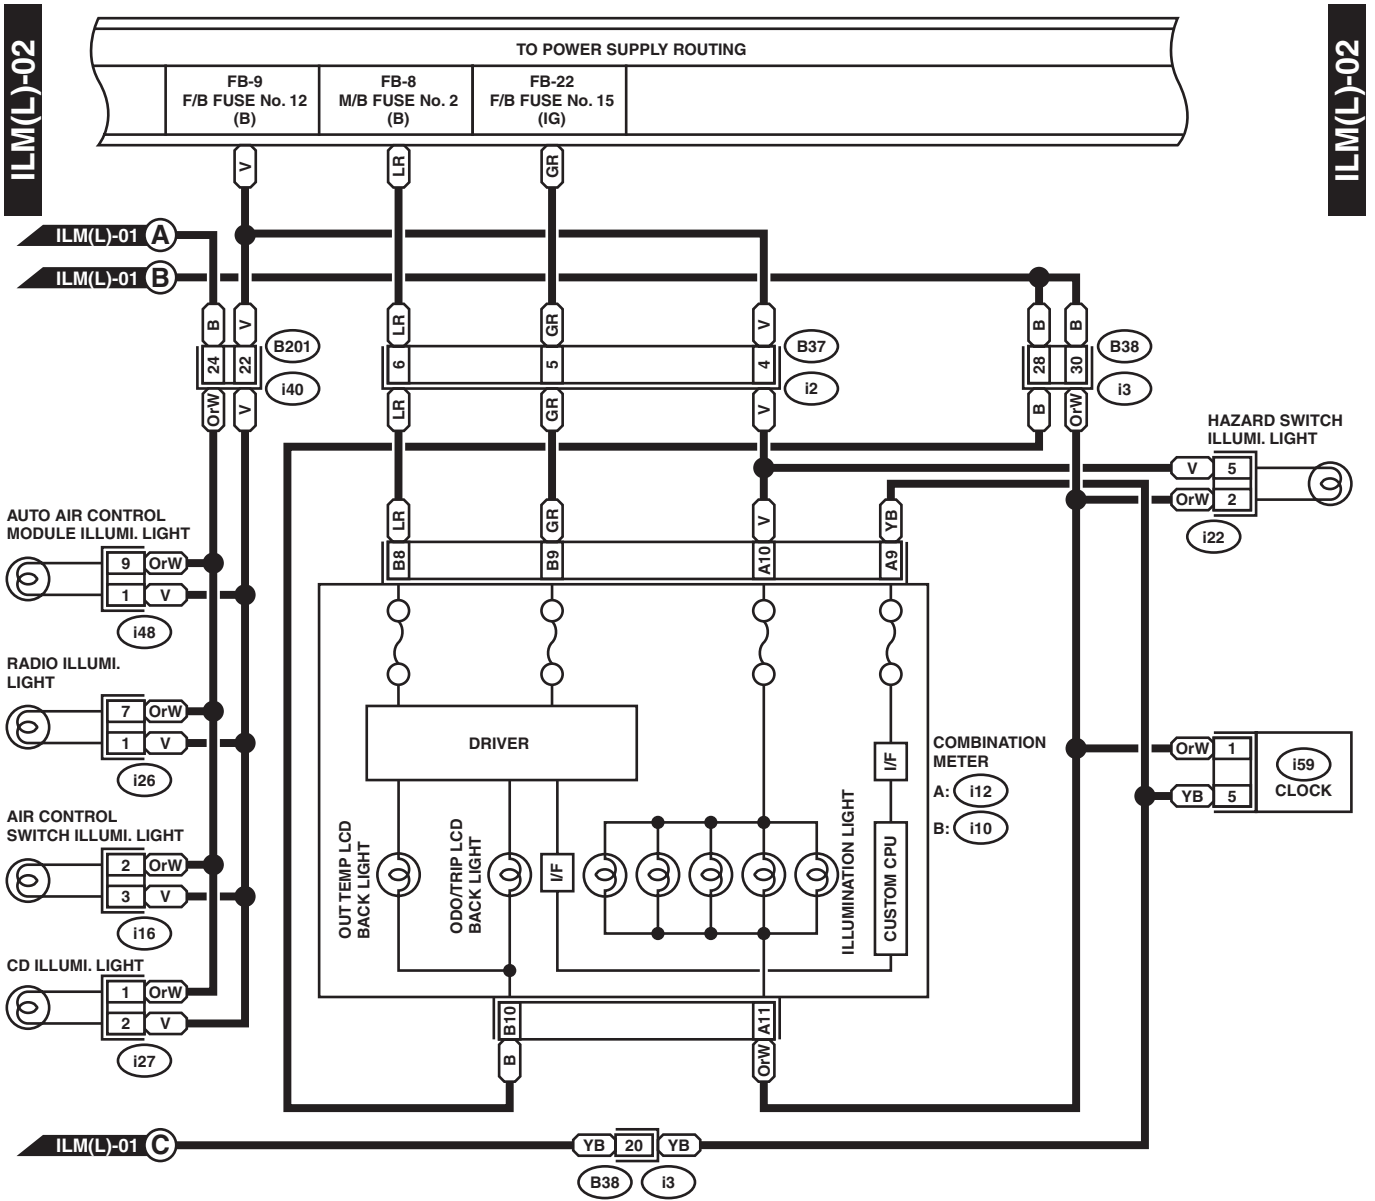 ILM(L)-02
ILM(L)-02
TO POWER SUPPLY ROUTING
FB-9
F/B FUSE No. 12
(B)
FB-8
M/B FUSE No. 2
(B)
FB-22
F/B FUSE No. 15
(IG)
V
LR
GR
ILM(L)-01 A
ILM(L)-01 B
B
V
LR
GR
V
B
B
24
22
B201
6
5
4
B37
28
30
B38
i40
i2
i3
OrW
V
LR
GR
V
B
OrW
HAZARD SWITCH
ILLUMI. LIGHT
V
5
OrW
2
i22
LR
GR
V
YB
B8
B9
A10
A9
AUTO AIR CONTROL
MODULE ILLUMI. LIGHT
9
OrW
1
V
i48
RADIO ILLUMI.
LIGHT
7
OrW
1
V
i26
AIR CONTROL
SWITCH ILLUMI. LIGHT
2
OrW
3
V
i16
CD ILLUMI. LIGHT
1
OrW
2
V
i27
DRIVER
I/F
OUT TEMP LCD
BACK LIGHT
ODO/TRIP LCD
BACK LIGHT
I/F
ILLUMINATION LIGHT
CUSTOM CPU
COMBINATION
METER
A: i12
B: i10
OrW
1
YB
5
i59
CLOCK
B10
A11
B
OrW
ILM(L)-01 C
YB
20
YB
B38
i3